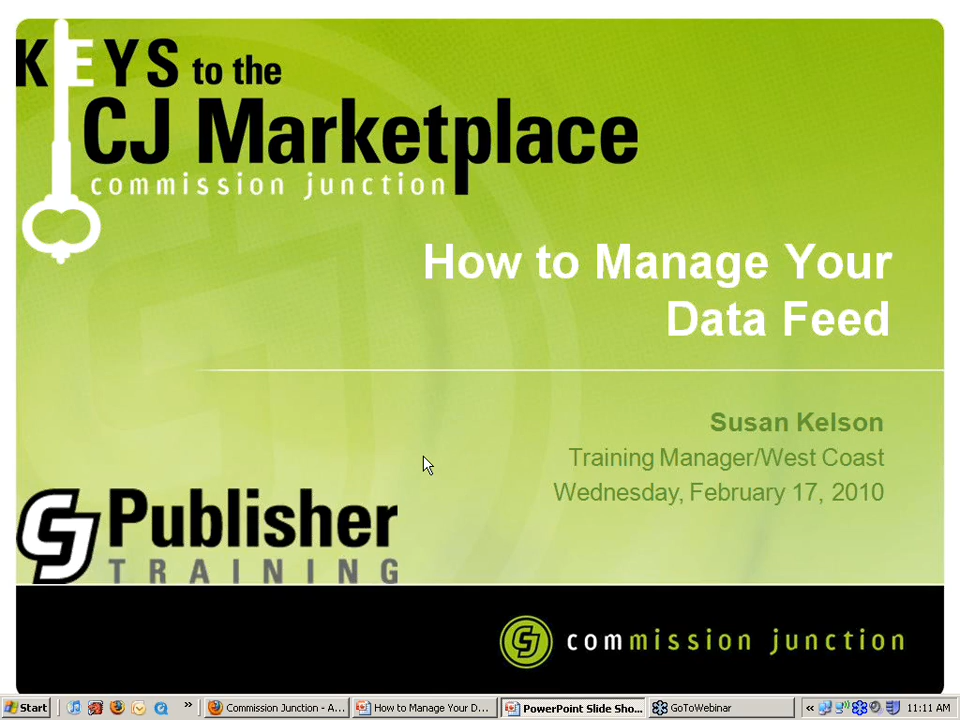 KEYS to the
CJ Marketplace
commission junction
How to Manage Your
Data Feed
Susan Kelson
Training Manager/West Coast
Wednesday, February 17, 2010
CJ Publisher
TRAINING
CJ commission junction
Start » Commission Junction - A... How to Manage Your D... PowerPoint Slide Sho... GoToWebinar « 11:11 AM